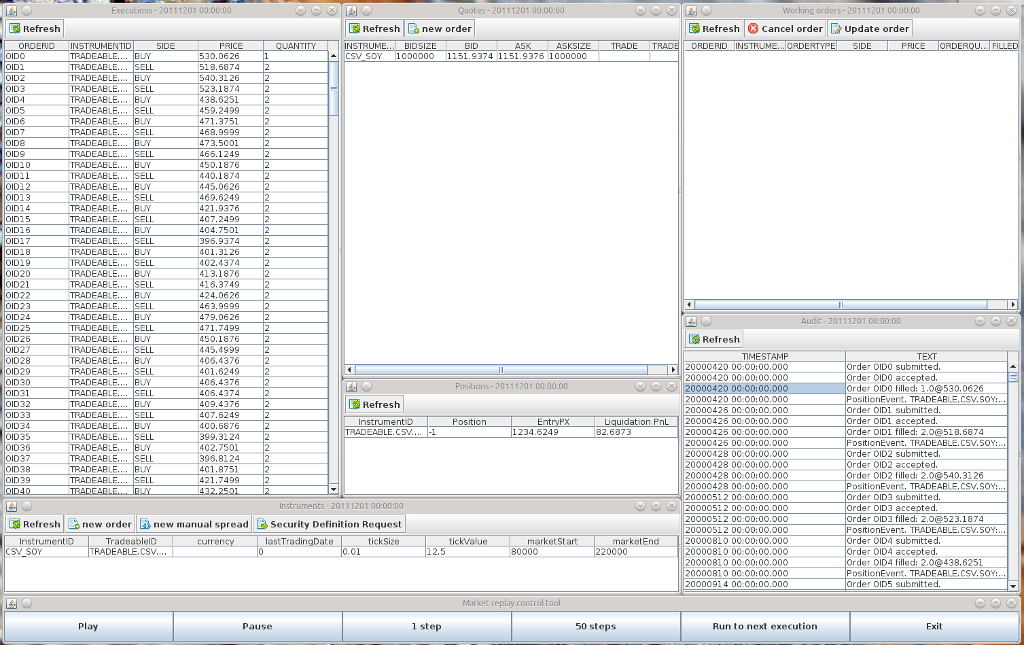 Executions - 20111201 00:00:00
Refresh
ORDERID INSTRUMENTID SIDE PRICE QUANTITY
OID0 TRADEABLE.... BUY 530.0626 1
OID1 TRADEABLE.... SELL 518.6874 2
OID2 TRADEABLE.... BUY 540.3126 2
OID3 TRADEABLE.... SELL 523.1874 2
OID4 TRADEABLE.... BUY 438.6251 2
OID5 TRADEABLE.... SELL 459.2499 2
OID6 TRADEABLE.... BUY 471.3751 2
OID7 TRADEABLE.... SELL 468.9999 2
OID8 TRADEABLE.... BUY 473.5001 2
OID9 TRADEABLE.... SELL 466.1249 2
OID10 TRADEABLE.... BUY 450.1876 2
OID11 TRADEABLE.... SELL 440.1874 2
OID12 TRADEABLE.... BUY 445.0626 2
OID13 TRADEABLE.... SELL 469.6249 2
OID14 TRADEABLE.... BUY 421.9376 2
OID15 TRADEABLE.... SELL 407.2499 2
OID16 TRADEABLE.... BUY 404.7501 2
OID17 TRADEABLE.... SELL 396.9374 2
OID18 TRADEABLE.... BUY 401.3126 2
OID19 TRADEABLE.... SELL 402.4374 2
OID20 TRADEABLE.... BUY 413.1876 2
OID21 TRADEABLE.... SELL 416.3749 2
OID22 TRADEABLE.... BUY 424.0626 2
OID23 TRADEABLE.... SELL 463.9999 2
OID24 TRADEABLE.... BUY 479.0626 2
OID25 TRADEABLE.... SELL 471.7499 2
OID26 TRADEABLE.... BUY 450.1876 2
OID27 TRADEABLE.... SELL 445.4999 2
OID28 TRADEABLE.... BUY 406.4376 2
OID29 TRADEABLE.... SELL 401.6249 2
OID30 TRADEABLE.... BUY 406.4376 2
OID31 TRADEABLE.... SELL 406.4374 2
OID32 TRADEABLE.... BUY 409.4376 2
OID33 TRADEABLE.... SELL 407.6249 2
OID34 TRADEABLE.... BUY 400.6876 2
OID35 TRADEABLE.... SELL 399.3124 2
OID36 TRADEABLE.... BUY 402.7501 2
OID37 TRADEABLE.... SELL 396.8124 2
OID38 TRADEABLE.... BUY 401.8751 2
OID39 TRADEABLE.... SELL 421.7499 2
OID40 TRADEABLE.... BUY 432.2501 2
Quotes - 20111201 00:00:00
Refresh new order
INSTRUME... BIDSIZE BID ASK ASKSIZE TRADE TRADE
CSV_SOY 1000000 1151.9374 1151.9376 1000000
Positions - 20111201 00:00:00
Refresh
InstrumentID Position EntryPX Liquidation PnL
TRADEABLE.CSV.... -1 1234.6249 82.6873
Working orders - 20111201 00:00:00
Refresh Cancel order Update order
ORDERID INSTRUME... ORDERTYPE SIDE PRICE ORDERQU... FILLED
Audit - 20111201 00:00:00
Refresh
TIMESTAMP TEXT
20000420 00:00:00.000 Order OID0 submitted.
20000420 00:00:00.000 Order OID0 accepted.
20000420 00:00:00.000 Order OID0 filled: 1.0@530.0626
20000420 00:00:00.000 PositionEvent. TRADEABLE.CSV.SOY:...
20000426 00:00:00.000 Order OID1 submitted.
20000426 00:00:00.000 Order OID1 accepted.
20000426 00:00:00.000 Order OID1 filled: 2.0@518.6874
20000426 00:00:00.000 PositionEvent. TRADEABLE.CSV.SOY:...
20000428 00:00:00.000 Order OID2 submitted.
20000428 00:00:00.000 Order OID2 accepted.
20000428 00:00:00.000 Order OID2 filled: 2.0@540.3126
20000428 00:00:00.000 PositionEvent. TRADEABLE.CSV.SOY:...
20000512 00:00:00.000 Order OID3 submitted.
20000512 00:00:00.000 Order OID3 accepted.
20000512 00:00:00.000 Order OID3 filled: 2.0@523.1874
20000512 00:00:00.000 PositionEvent. TRADEABLE.CSV.SOY:...
20000810 00:00:00.000 Order OID4 submitted.
20000810 00:00:00.000 Order OID4 accepted.
20000810 00:00:00.000 Order OID4 filled: 2.0@438.6251
20000810 00:00:00.000 PositionEvent. TRADEABLE.CSV.SOY:...
20000914 00:00:00.000 Order OID5 submitted.
Instruments - 20111201 00:00:00
Refresh new order new manual spread Security Definition Request
InstrumentID TradeableID currency lastTradingDate tickSize tickValue marketStart marketEnd
CSV_SOY TRADEABLE.CSV.... 0 0.01 12.5 80000 220000
Market replay control tool
Play Pause 1 step 50 steps Run to next execution Exit